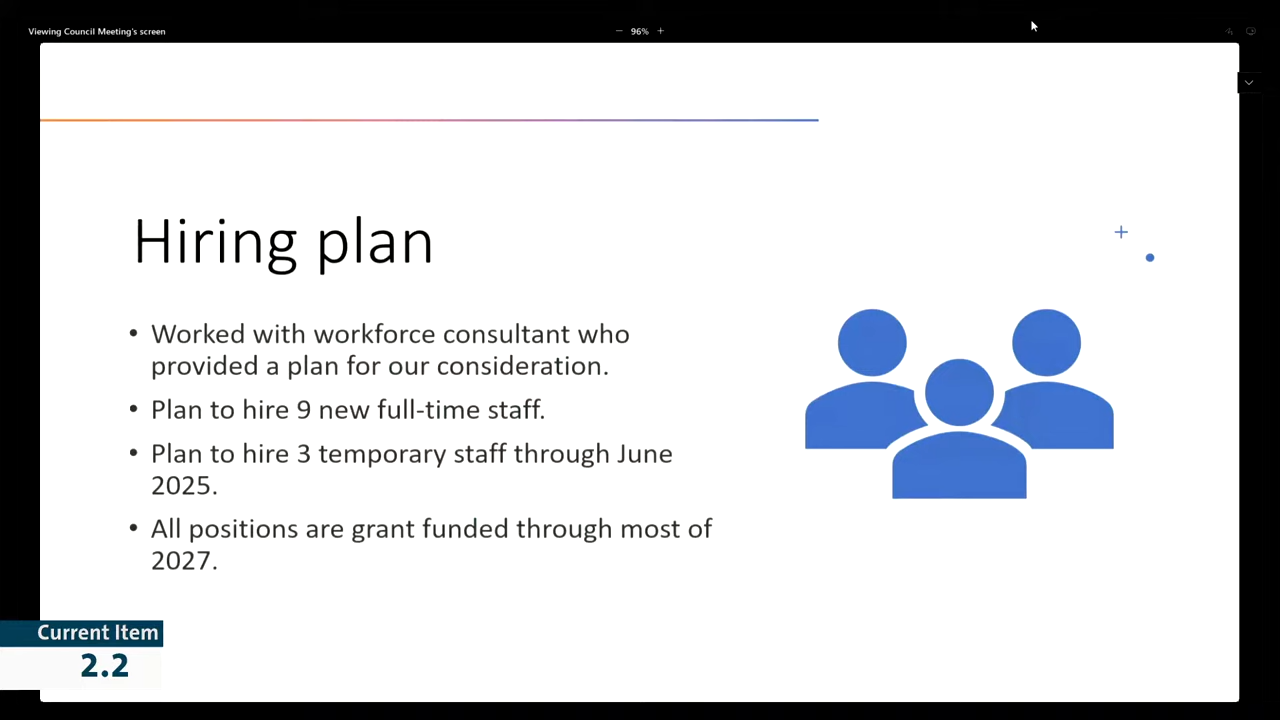 Viewing Council Meeting's screen
− 96% +
Hiring plan
• Worked with workforce consultant who
provided a plan for our consideration.
• Plan to hire 9 new full-time staff.
• Plan to hire 3 temporary staff through June
2025.
• All positions are grant funded through most of
2027.
Current Item
2.2